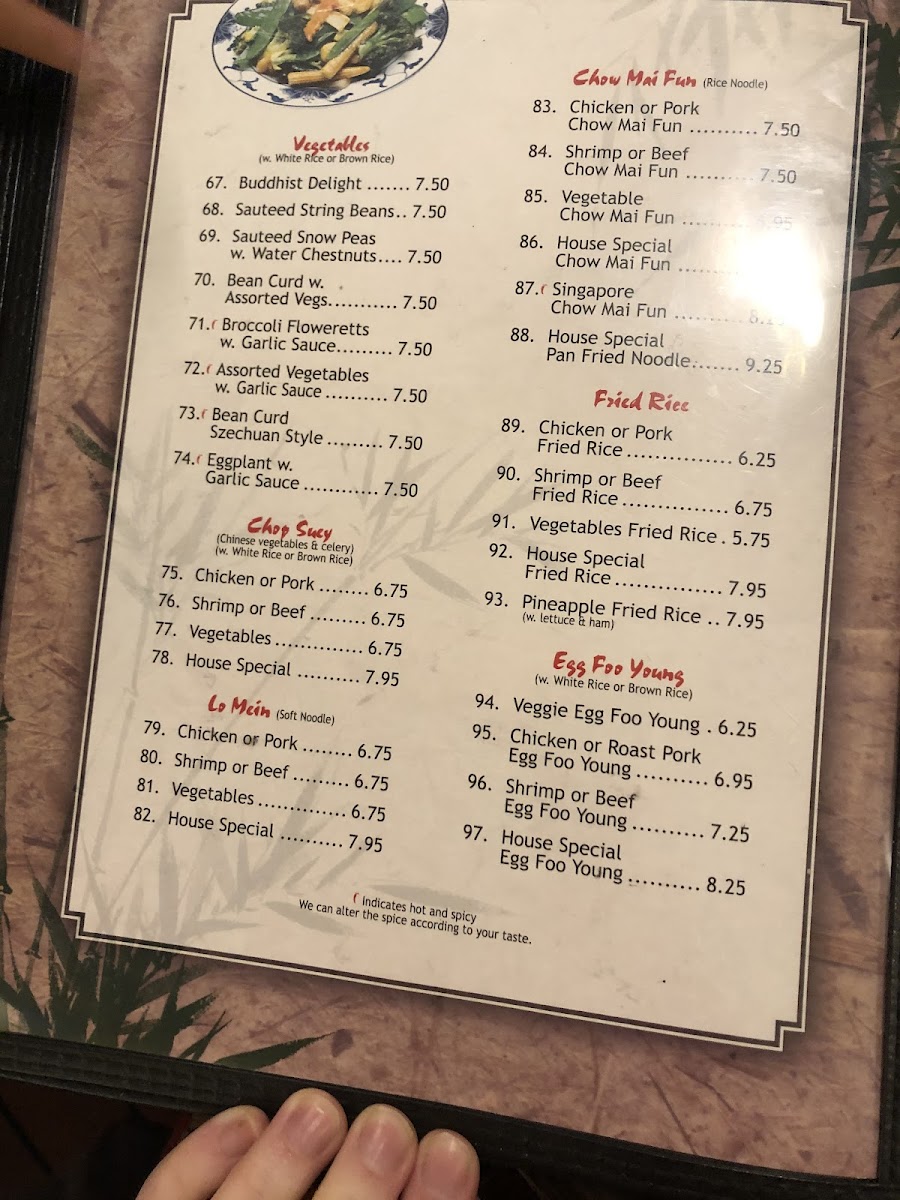 Vegetables
(w. White Rice or Brown Rice)
67. Buddhist Delight ....... 7.50
68. Sauteed String Beans.. 7.50
69. Sauteed Snow Peas
w. Water Chestnuts.... 7.50
70. Bean Curd w.
Assorted Vegs........... 7.50
71. Broccoli Floweretts
w. Garlic Sauce......... 7.50
72. Assorted Vegetables
w. Garlic Sauce .......... 7.50
73. Bean Curd
Szechuan Style ......... 7.50
74. Eggplant w.
Garlic Sauce ............ 7.50
Chop Suey
(Chinese vegetables & celery)
(w. White Rice or Brown Rice)
75. Chicken or Pork ........ 6.75
76. Shrimp or Beef ......... 6.75
77. Vegetables .............. 6.75
78. House Special .......... 7.95
Lo Mein (Soft Noodle)
79. Chicken or Pork ........ 6.75
80. Shrimp or Beef ......... 6.75
81. Vegetables .............. 6.75
82. House Special .......... 7.95
Chow Mai Fun (Rice Noodle)
83. Chicken or Pork
Chow Mai Fun .......... 7.50
84. Shrimp or Beef
Chow Mai Fun .......... 7.50
85. Vegetable
Chow Mai Fun ........
86. House Special
Chow Mai Fun ........
87. Singapore
Chow Mai Fun ..........
88. House Special
Pan Fried Noodle....... 9.25
Fried Rice
89. Chicken or Pork
Fried Rice............... 6.25
90. Shrimp or Beef
Fried Rice ............... 6.75
91. Vegetables Fried Rice . 5.75
92. House Special
Fried Rice ............... 7.95
93. Pineapple Fried Rice .. 7.95
(w. lettuce & ham)
Egg Foo Young
(w. White Rice or Brown Rice)
94. Veggie Egg Foo Young . 6.25
95. Chicken or Roast Pork
Egg Foo Young .......... 6.95
96. Shrimp or Beef
Egg Foo Young .......... 7.25
97. House Special
Egg Foo Young .......... 8.25
Indicates hot and spicy
We can alter the spice according to your taste.